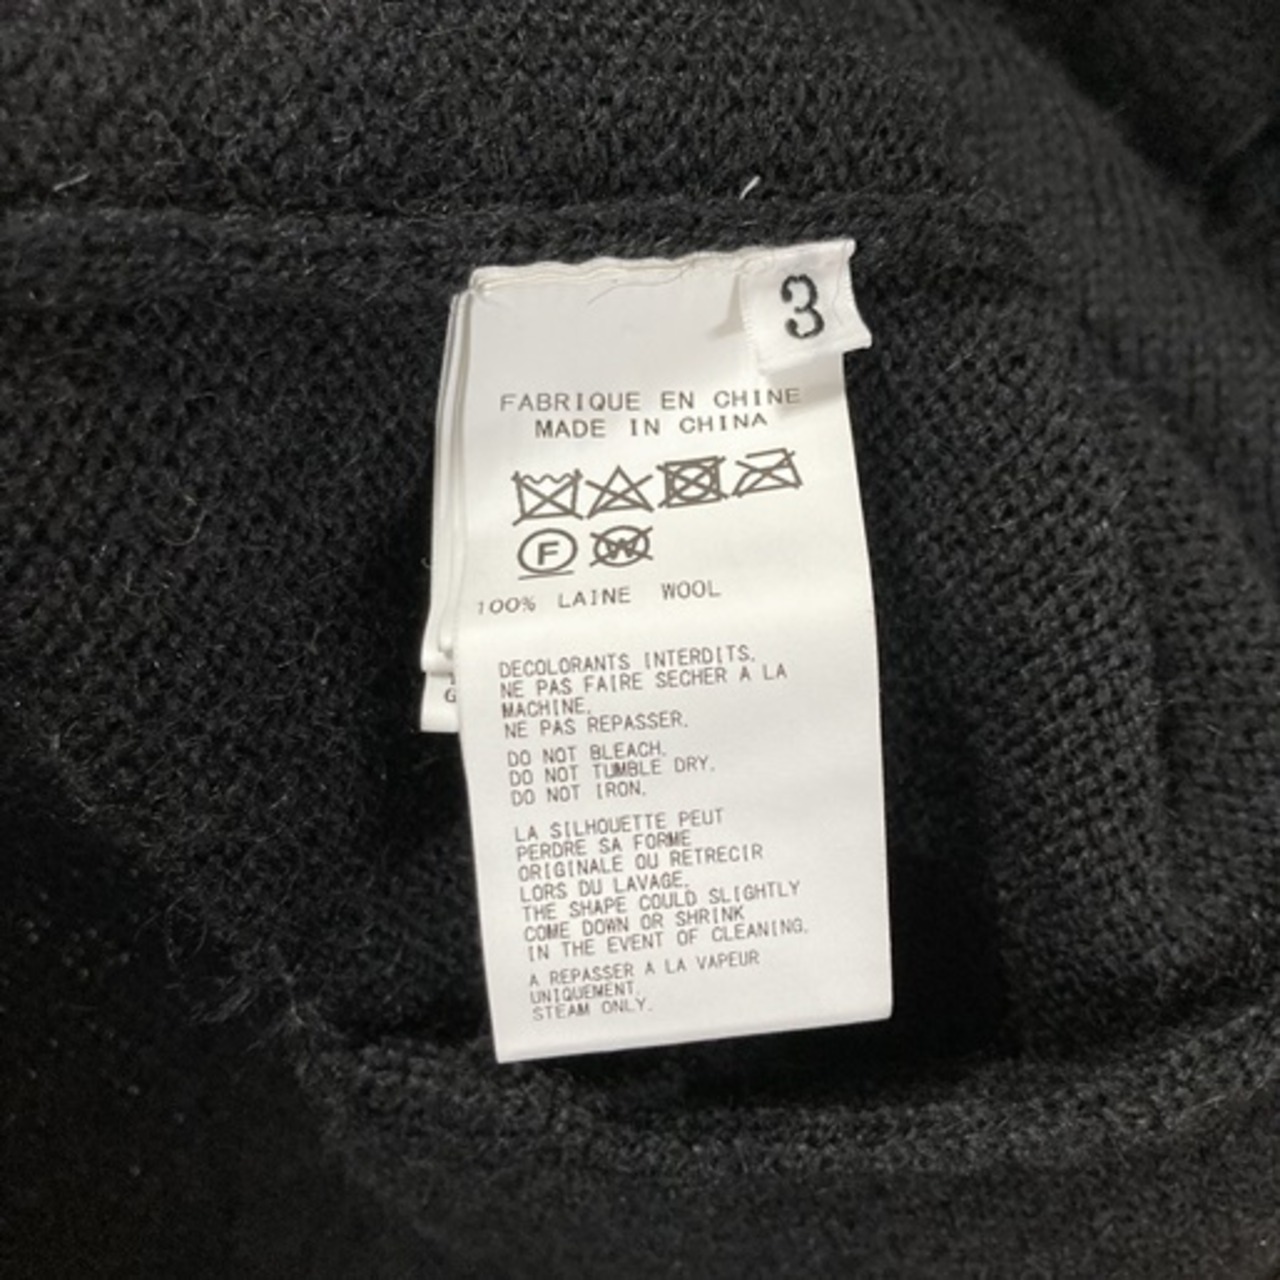 3
FABRIQUE EN CHINE
MADE IN CHINA
F
W
100% LAINE WOOL
DECOLORANTS INTERDITS.
NE PAS FAIRE SECHER A LA
MACHINE.
NE PAS REPASSER.
DO NOT BLEACH.
DO NOT TUMBLE DRY.
DO NOT IRON.
LA SILHOUETTE PEUT
PERDRE SA FORME
ORIGINALE OU RETRECIR
LORS DU LAVAGE.
THE SHAPE COULD SLIGHTLY
COME DOWN OR SHRINK
IN THE EVENT OF CLEANING.
A REPASSER A LA VAPEUR
UNIQUEMENT.
STEAM ONLY.